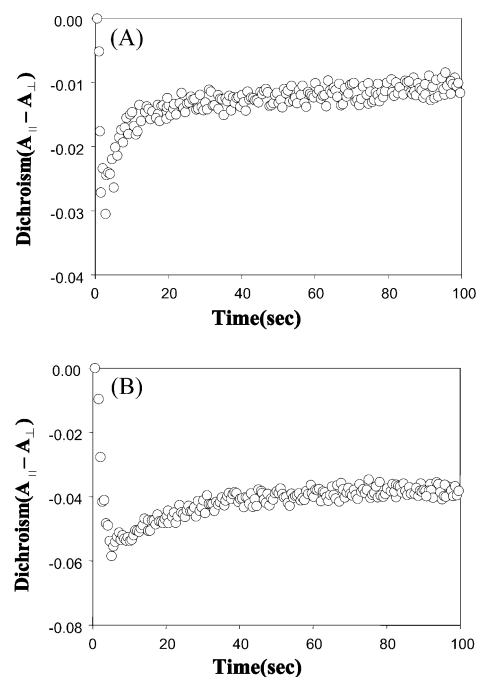 (A)
Dichroism(A∥ − A⊥)
0.00
-0.01
-0.02
-0.03
-0.04
0 20 40 60 80 100
Time(sec)
(B)
Dichroism(A∥ − A⊥)
0.00
-0.02
-0.04
-0.06
-0.08
0 20 40 60 80 100
Time(sec)